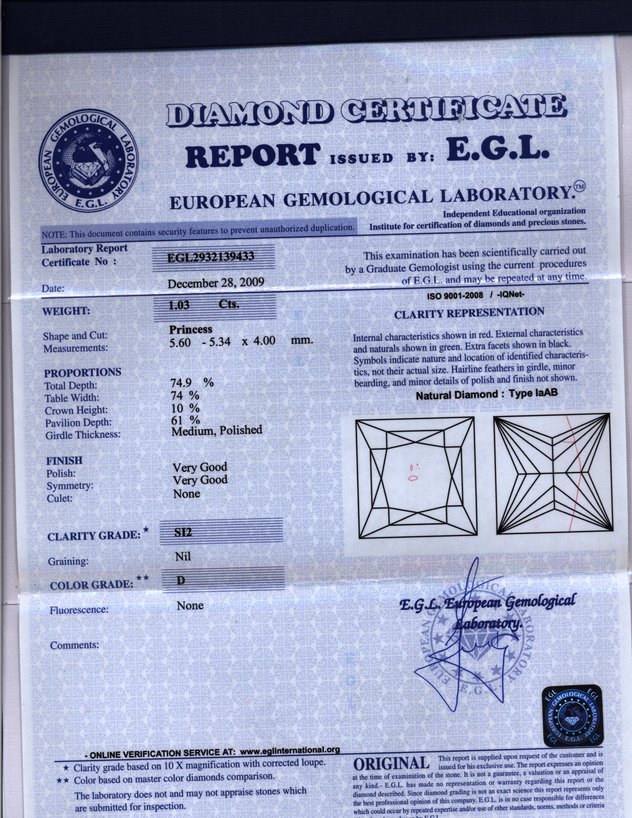 DIAMOND CERTIFICATE
REPORT ISSUED BY: E.G.L.
EUROPEAN GEMOLOGICAL LABORATORY.™
EUROPEAN GEMOLOGICAL LABORATORY
E.G.L.
Independent Educational organization
Institute for certification of diamonds and precious stones.
NOTE: This document contains security features to prevent unauthorized duplication.
Laboratory Report
Certificate No : EGL2932139433
Date: December 28, 2009
WEIGHT: 1.03 Cts.
Shape and Cut: Princess
Measurements: 5.60 - 5.34 x 4.00 mm.
PROPORTIONS
Total Depth: 74.9 %
Table Width: 74 %
Crown Height: 10 %
Pavilion Depth: 61 %
Girdle Thickness: Medium, Polished
FINISH
Polish: Very Good
Symmetry: Very Good
Culet: None
CLARITY GRADE: * SI2
Graining: Nil
COLOR GRADE: ** D
Fluorescence: None
Comments:
This examination has been scientifically carried out
by a Graduate Gemologist using the current procedures
of E.G.L. and may be repeated at any time.
ISO 9001-2008 / -IQNet-
CLARITY REPRESENTATION
Internal characteristics shown in red. External characteristics
and naturals shown in green. Extra facets shown in black.
Symbols indicate nature and location of identified characteris-
tics, not their actual size. Hairline feathers in girdle, minor
bearding, and minor details of polish and finish not shown.
Natural Diamond : Type IaAB
E.G.L. European Gemological
Laboratory.
- ONLINE VERIFICATION SERVICE AT: www.eglinternational.org
* Clarity grade based on 10 X magnification with corrected loupe.
** Color based on master color diamonds comparison.
The laboratory does not and may not appraise stones which
are submitted for inspection.
ORIGINAL This report is supplied upon request of the customer and is
issued for his exclusive use. The report expresses an opinion
at the time of examination of the stone. It is not a guarantee, a valuation or an appraisal of
any kind.- E.G.L. has made no representation or warranty regarding this report or the
diamond described. Since diamond grading is not an exact science this report represents only
the best professional opinion of this company. E.G.L. is in no case responsible for differences
which could occur by repeated expertise and/or use of other standards, norms, methods or criteria